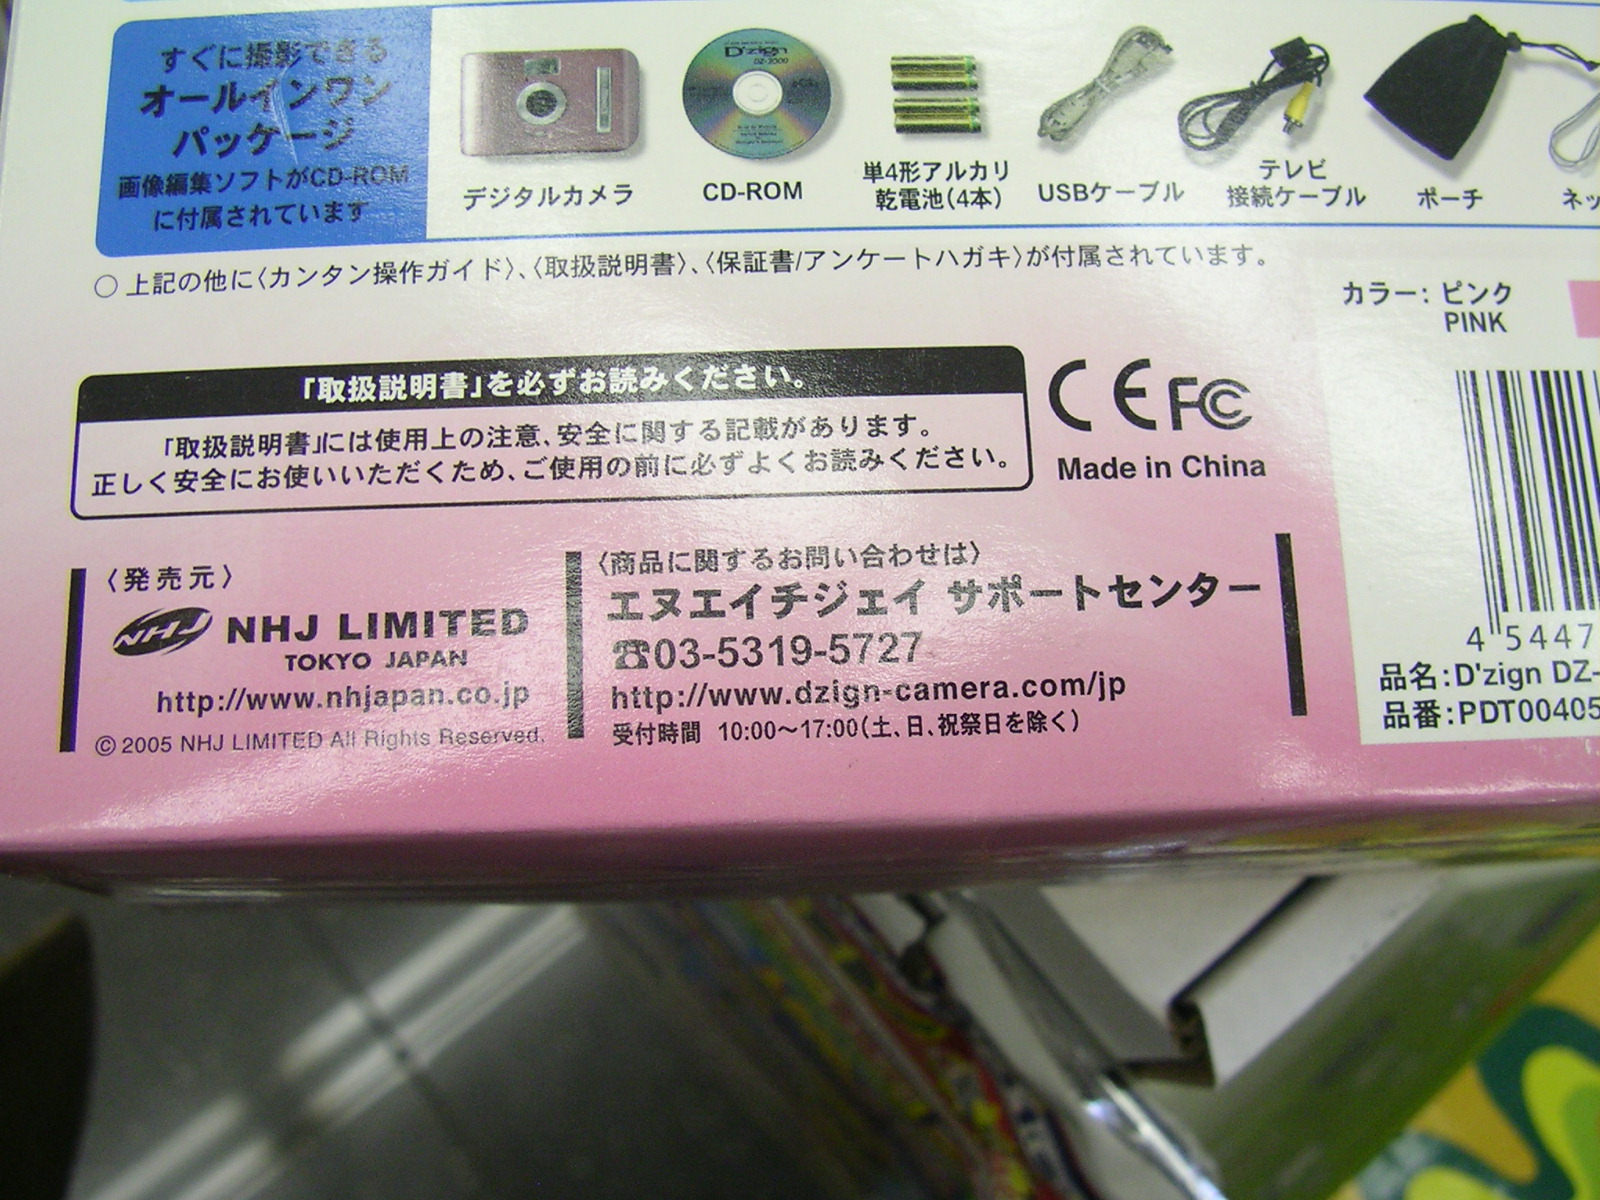 すぐに撮影できる
オールインワン
パッケージ
画像編集ソフトがCD-ROM
に付属されています
D'zign
DZ-2000
デジタルカメラ
CD-ROM
単4形アルカリ
乾電池(4本)
USBケーブル
テレビ
接続ケーブル
ポーチ
ネッ
○ 上記の他に〈カンタン操作ガイド〉、〈取扱説明書〉、〈保証書/アンケートハガキ〉が付属されています。
カラー: ピンク
PINK
「取扱説明書」を必ずお読みください。
「取扱説明書」には使用上の注意、安全に関する記載があります。
正しく安全にお使いいただくため、ご使用の前に必ずよくお読みください。
CE FC
Made in China
〈発売元〉
NHJ NHJ LIMITED
TOKYO JAPAN
http://www.nhjapan.co.jp
© 2005 NHJ LIMITED All Rights Reserved.
〈商品に関するお問い合わせは〉
エヌエイチジェイ サポートセンター
☎03-5319-5727
http://www.dzign-camera.com/jp
受付時間 10:00〜17:00(土、日、祝祭日を除く)
4 5447
品名:D'zign DZ-
品番:PDT00405